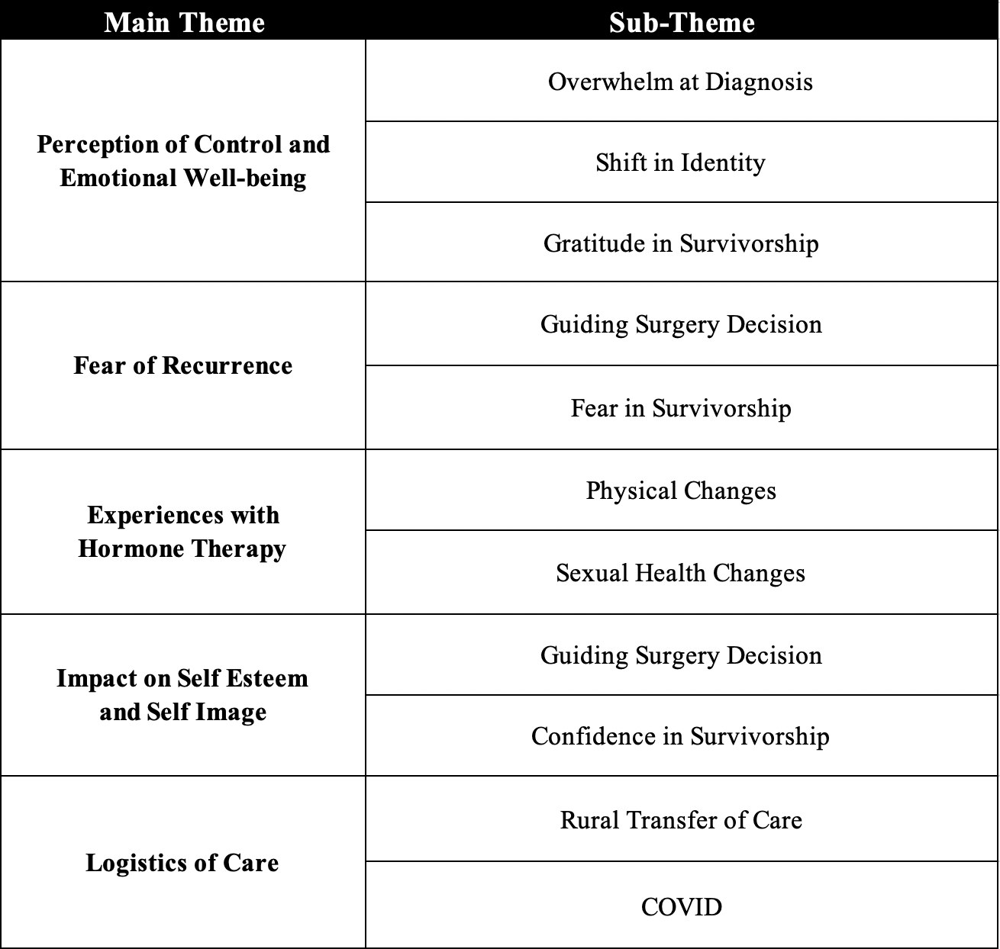 Main Theme
Sub-Theme
Perception of Control and
Emotional Well-being
Overwhelm at Diagnosis
Shift in Identity
Gratitude in Survivorship
Fear of Recurrence
Guiding Surgery Decision
Fear in Survivorship
Experiences with
Hormone Therapy
Physical Changes
Sexual Health Changes
Impact on Self Esteem
and Self Image
Guiding Surgery Decision
Confidence in Survivorship
Logistics of Care
Rural Transfer of Care
COVID